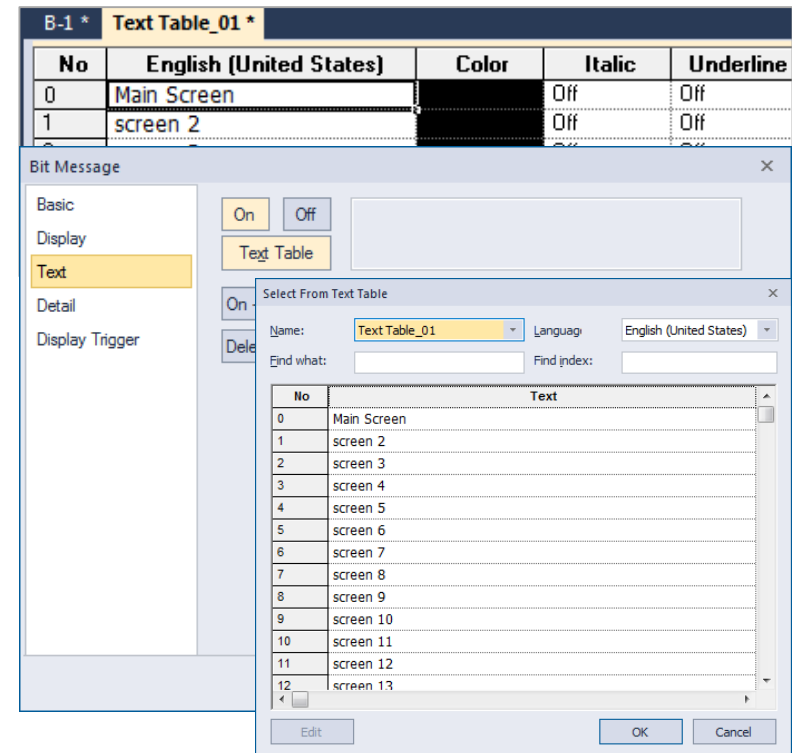 B-1 * Text Table_01 *
No English (United States) Color Italic Underline
0 Main Screen Off Off
1 screen 2 Off Off
Bit Message
Basic
Display
Text
Detail
Display Trigger
On Off
Text Table
On
Dele
Select From Text Table
Name: Text Table_01 Languag English (United States)
Find what: Find index:
No Text
0 Main Screen
1 screen 2
2 screen 3
3 screen 4
4 screen 5
5 screen 6
6 screen 7
7 screen 8
8 screen 9
9 screen 10
10 screen 11
11 screen 12
12 screen 13
Edit OK Cancel